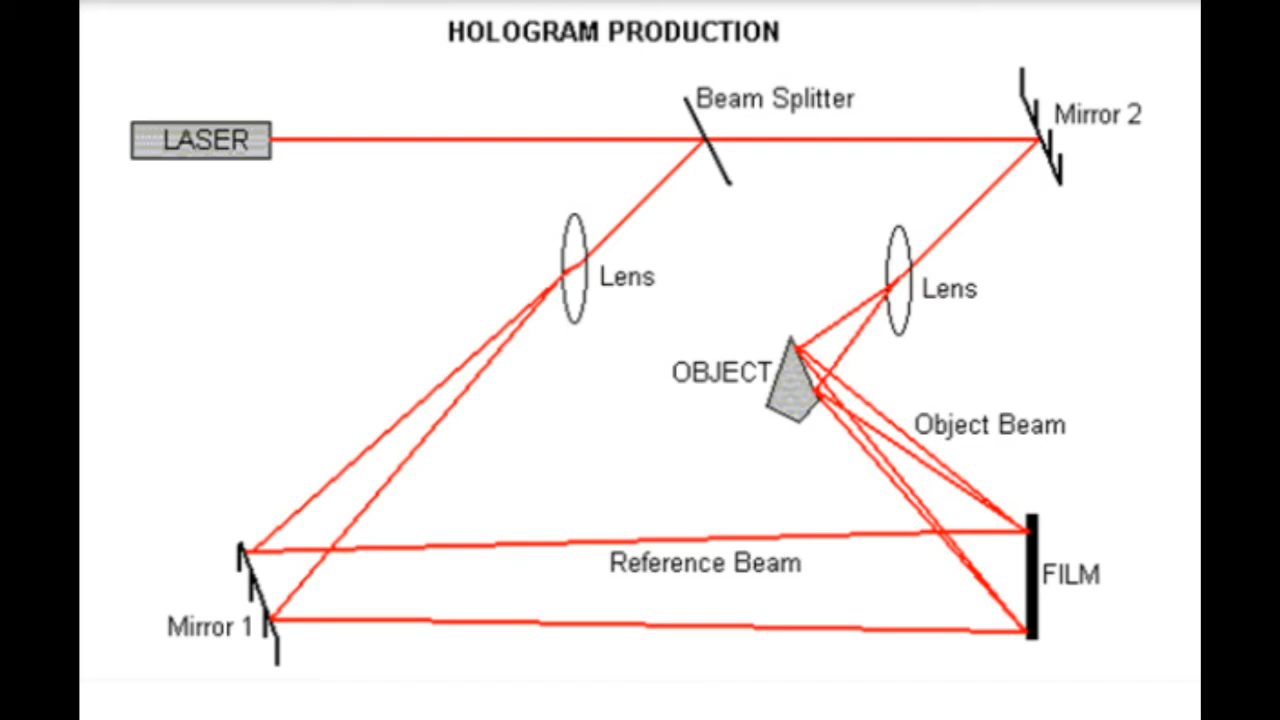 HOLOGRAM PRODUCTION
Beam Splitter
Mirror 2
LASER
Lens
Lens
OBJECT
Object Beam
Reference Beam
FILM
Mirror 1